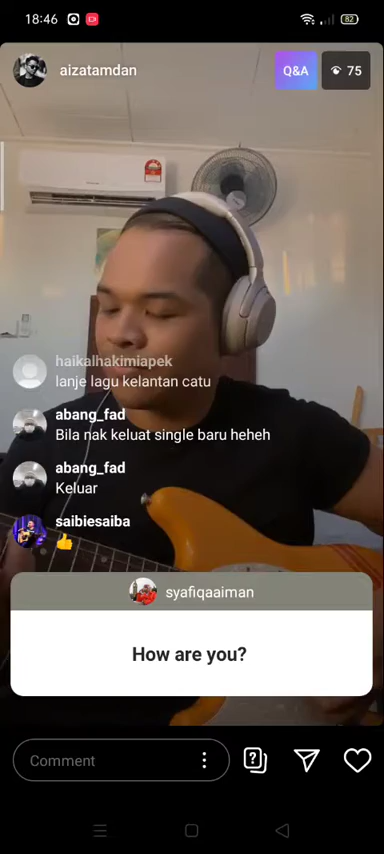 18:46
82
aizatamdan
Q&A
75
haikalhakimiapek
lanje lagu kelantan catu
abang_fad
Bila nak keluat single baru heheh
abang_fad
Keluar
saibiesaiba
👍
syafiqaaiman
How are you?
Comment